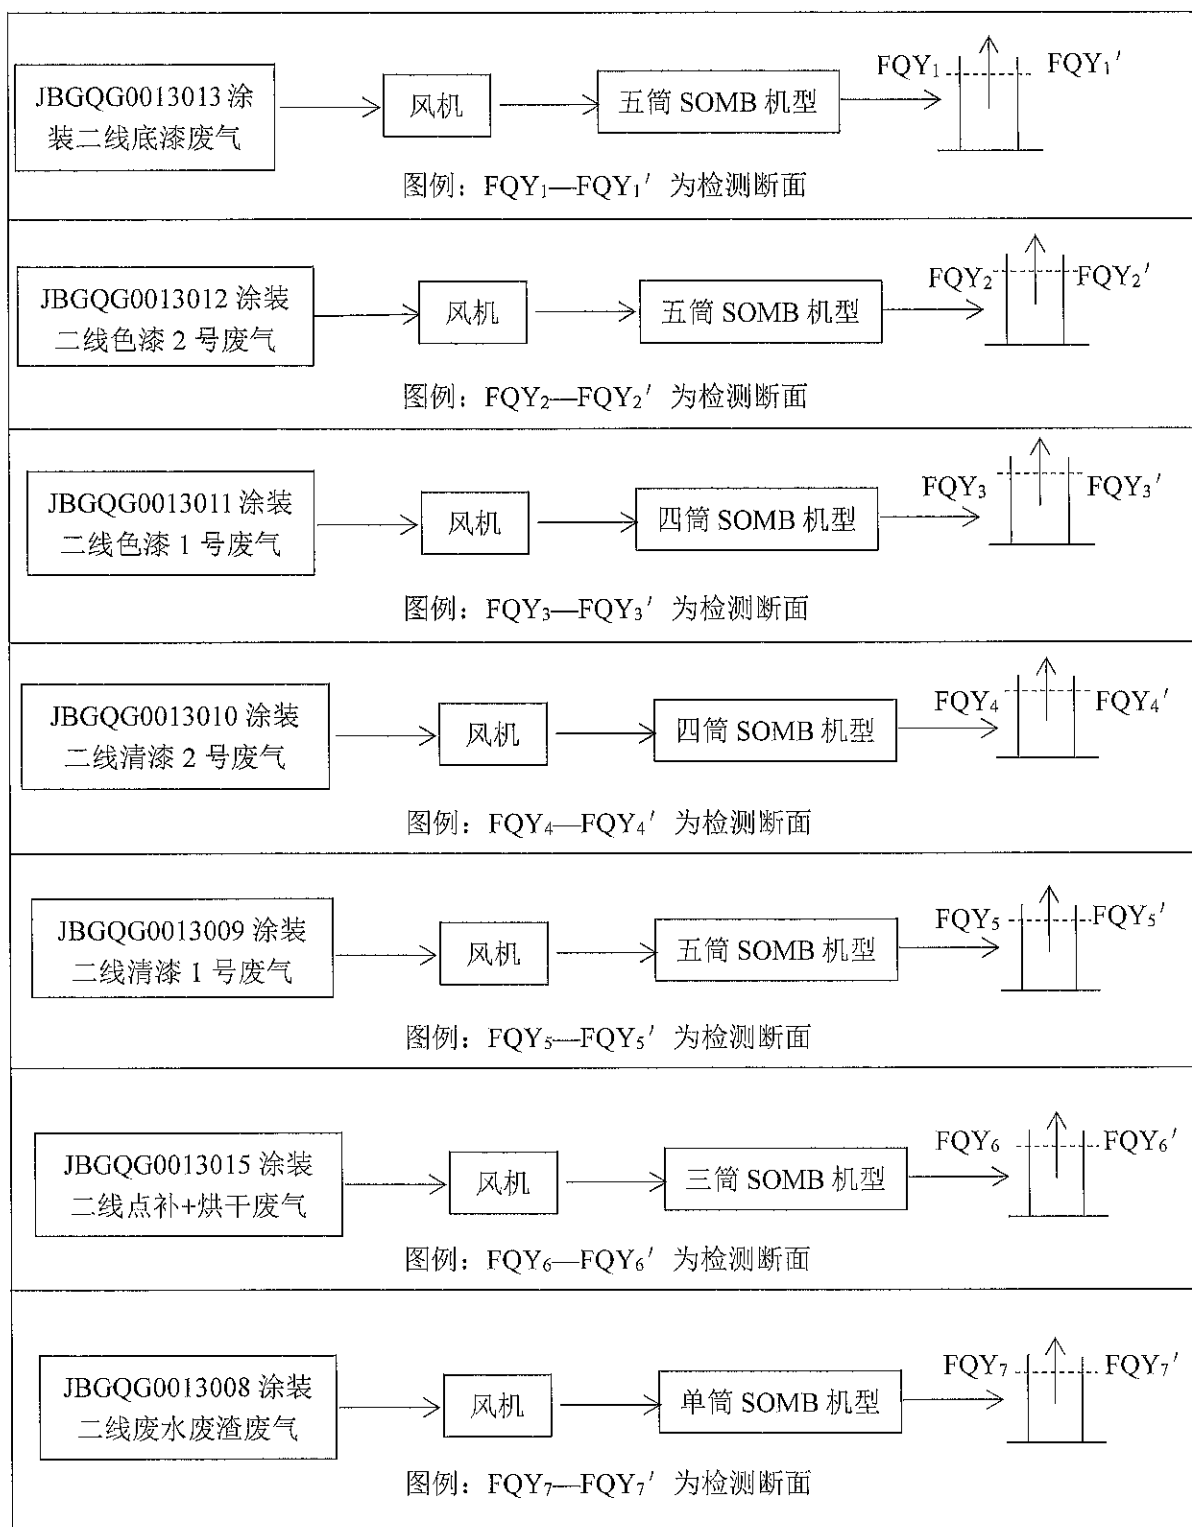 FQY₁ FQY₁′
JBGQG0013013 涂
装二线底漆废气
风机
五筒 SOMB 机型
图例：FQY₁—FQY₁′ 为检测断面
FQY₂ FQY₂′
JBGQG0013012 涂装
二线色漆 2 号废气
风机
五筒 SOMB 机型
图例：FQY₂—FQY₂′ 为检测断面
FQY₃ FQY₃′
JBGQG0013011 涂装
二线色漆 1 号废气
风机
四筒 SOMB 机型
图例：FQY₃—FQY₃′ 为检测断面
FQY₄ FQY₄′
JBGQG0013010 涂装
二线清漆 2 号废气
风机
四筒 SOMB 机型
图例：FQY₄—FQY₄′ 为检测断面
FQY₅ FQY₅′
JBGQG0013009 涂装
二线清漆 1 号废气
风机
五筒 SOMB 机型
图例：FQY₅—FQY₅′ 为检测断面
FQY₆ FQY₆′
JBGQG0013015 涂装
二线点补+烘干废气
风机
三筒 SOMB 机型
图例：FQY₆—FQY₆′ 为检测断面
FQY₇ FQY₇′
JBGQG0013008 涂装
二线废水废渣废气
风机
单筒 SOMB 机型
图例：FQY₇—FQY₇′ 为检测断面